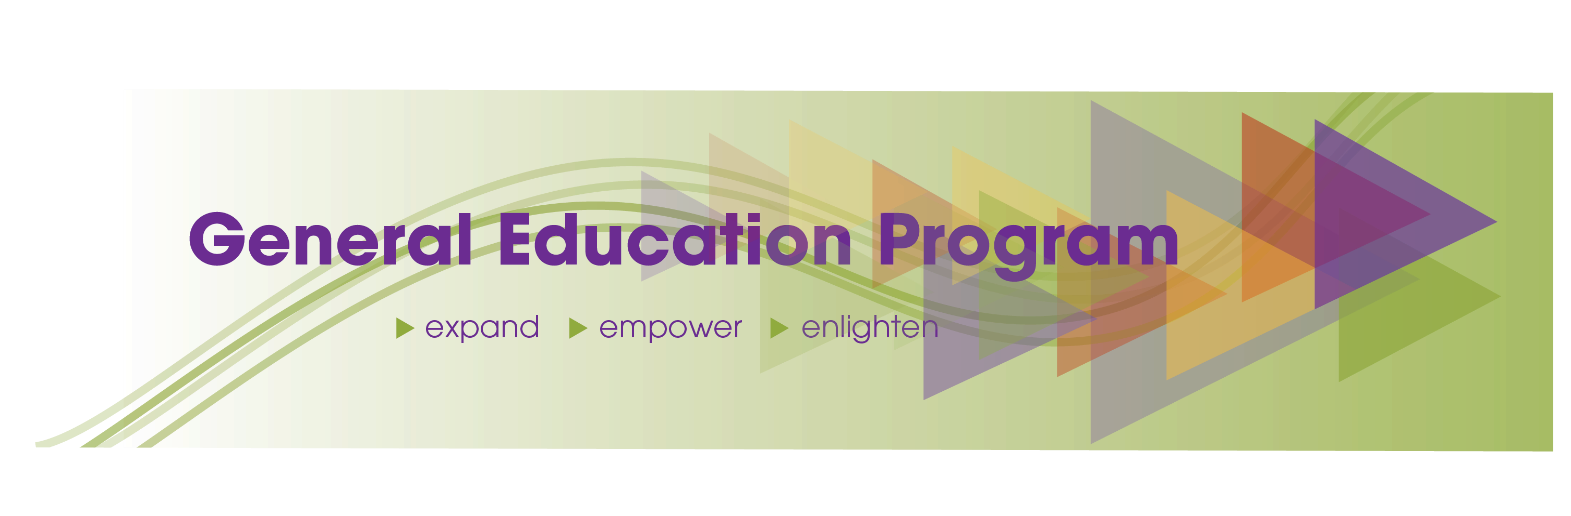 General Education Program
expand empower enlighten